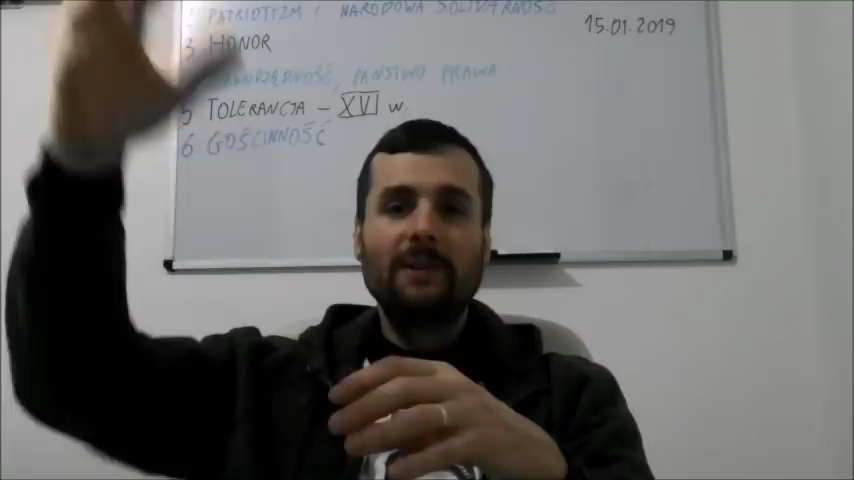 PATRIOTYZM I NARODOWA SOLIDARNOŚĆ
15.01.2019
3 HONOR
PAŃSTWO PRAWA
5 TOLERANCJA – XVI w.
6 GOŚCINNOŚĆ